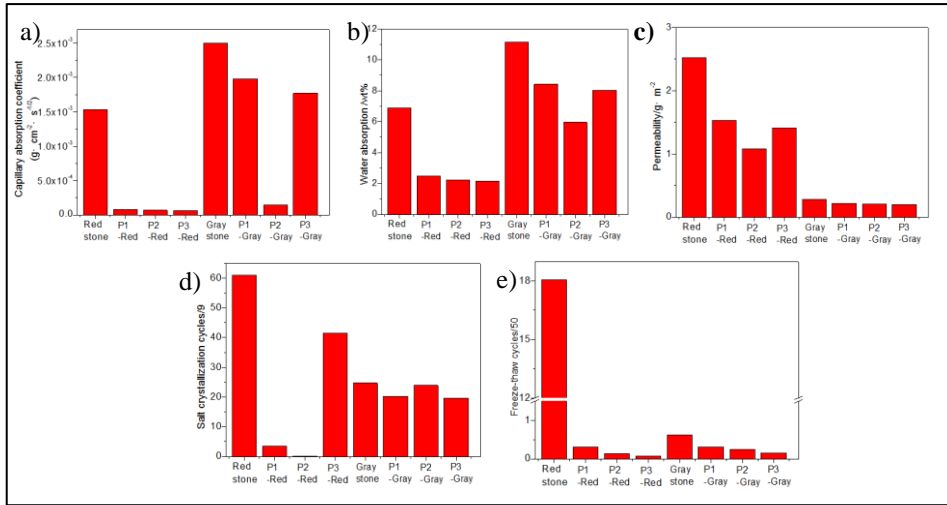 a)
Capillary absorption coefficient
(g· cm⁻²· s⁻¹ᐟ²)
2.5x10⁻³
2.0x10⁻³
1.5x10⁻³
1.0x10⁻³
5.0x10⁻⁴
0.0
Red stone
P1 -Red
P2 -Red
P3 -Red
Gray stone
P1 -Gray
P2 -Gray
P3 -Gray
b)
Water absorption /wt%
12
10
8
6
4
2
0
Red stone
P1 -Red
P2 -Red
P3 -Red
Gray stone
P1 -Gray
P2 -Gray
P3 -Gray
c)
Permeability/g· m⁻²
3
2
1
0
Red stone
P1 -Red
P2 -Red
P3 -Red
Gray stone
P1 -Gray
P2 -Gray
P3 -Gray
d)
Salt crystallization cycles/9
60
50
40
30
20
10
0
Red stone
P1 -Red
P2 -Red
P3 -Red
Gray stone
P1 -Gray
P2 -Gray
P3 -Gray
e)
Freeze-thaw cycles/50
18
15
12
1
0
Red stone
P1 -Red
P2 -Red
P3 -Red
Gray stone
P1 -Gray
P2 -Gray
P3 -Gray